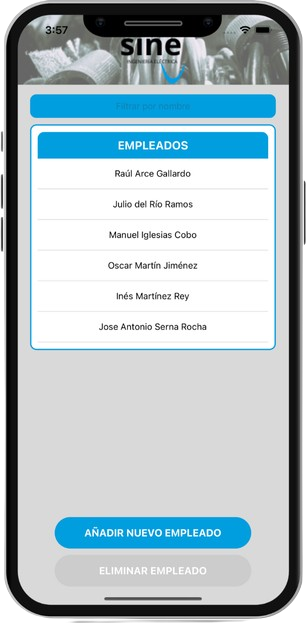 3:57
sine
INGENIERÍA ELÉCTRICA
Filtrar por nombre
EMPLEADOS
Raúl Arce Gallardo
Julio del Río Ramos
Manuel Iglesias Cobo
Oscar Martín Jiménez
Inés Martínez Rey
Jose Antonio Serna Rocha
AÑADIR NUEVO EMPLEADO
ELIMINAR EMPLEADO